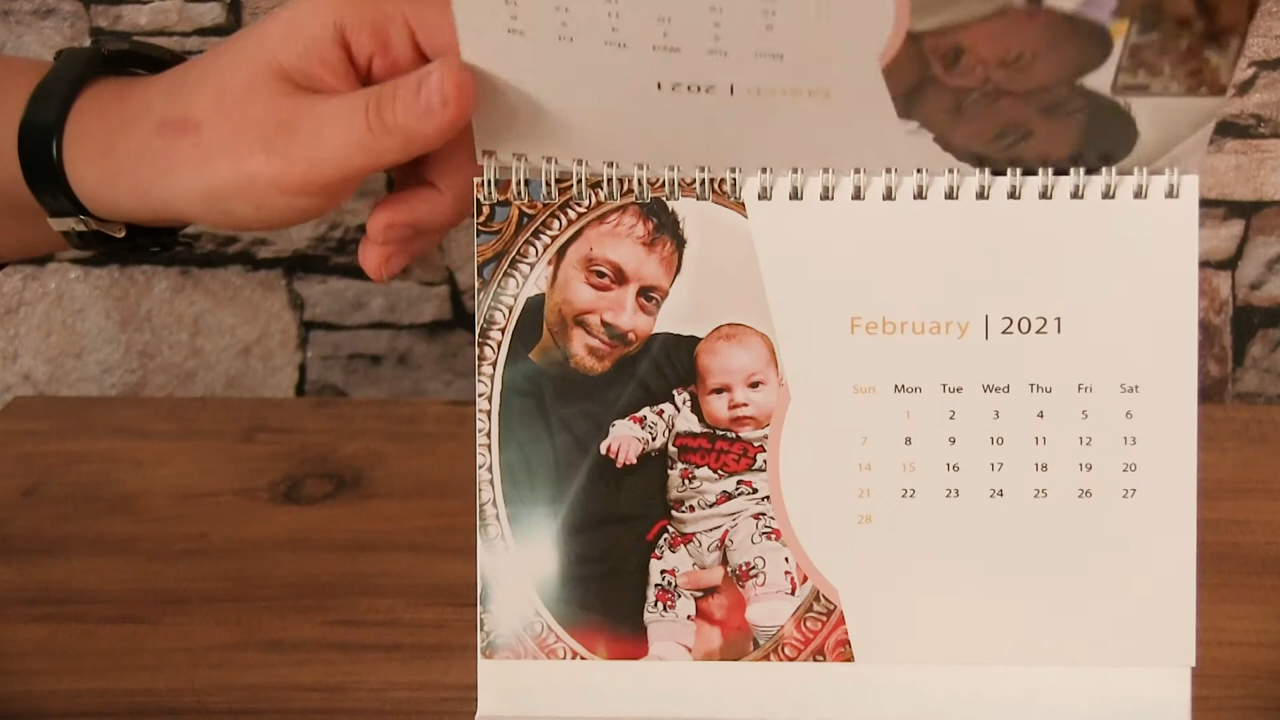 2021 |
February | 2021
Sun Mon Tue Wed Thu Fri Sat
1 2 3 4 5 6
7 8 9 10 11 12 13
14 15 16 17 18 19 20
21 22 23 24 25 26 27
28
MICKEY
MOUSE